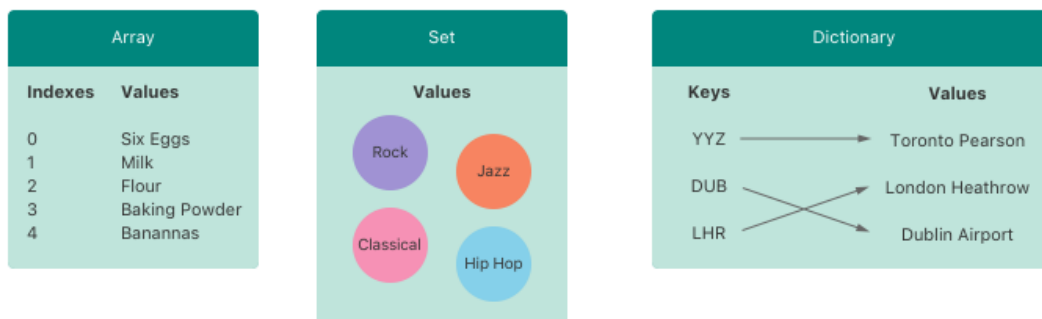 Array
Indexes Values
0 Six Eggs
1 Milk
2 Flour
3 Baking Powder
4 Banannas
Set
Values
Rock
Jazz
Classical
Hip Hop
Dictionary
Keys Values
YYZ Toronto Pearson
DUB London Heathrow
LHR Dublin Airport